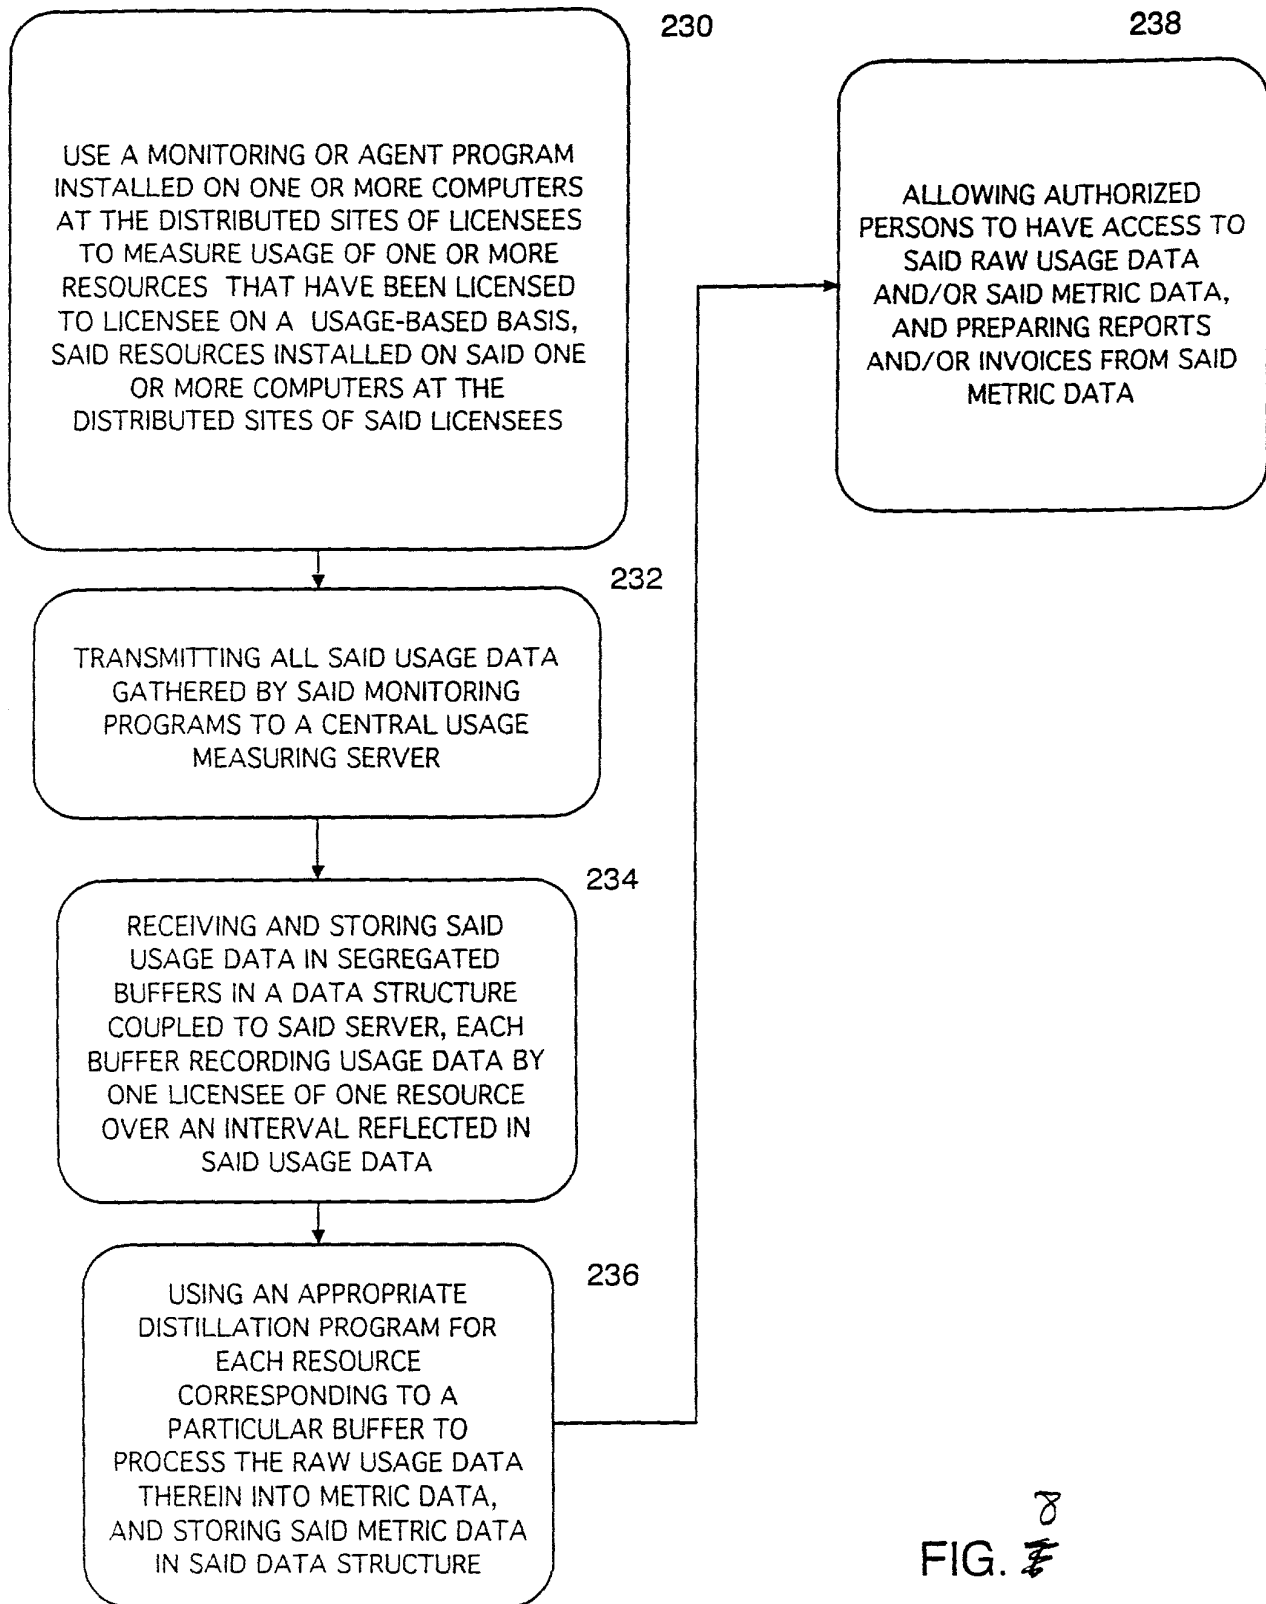 230
USE A MONITORING OR AGENT PROGRAM
INSTALLED ON ONE OR MORE COMPUTERS
AT THE DISTRIBUTED SITES OF LICENSEES
TO MEASURE USAGE OF ONE OR MORE
RESOURCES THAT HAVE BEEN LICENSED
TO LICENSEE ON A USAGE-BASED BASIS,
SAID RESOURCES INSTALLED ON SAID ONE
OR MORE COMPUTERS AT THE
DISTRIBUTED SITES OF SAID LICENSEES
232
TRANSMITTING ALL SAID USAGE DATA
GATHERED BY SAID MONITORING
PROGRAMS TO A CENTRAL USAGE
MEASURING SERVER
234
RECEIVING AND STORING SAID
USAGE DATA IN SEGREGATED
BUFFERS IN A DATA STRUCTURE
COUPLED TO SAID SERVER, EACH
BUFFER RECORDING USAGE DATA BY
ONE LICENSEE OF ONE RESOURCE
OVER AN INTERVAL REFLECTED IN
SAID USAGE DATA
236
USING AN APPROPRIATE
DISTILLATION PROGRAM FOR
EACH RESOURCE
CORRESPONDING TO A
PARTICULAR BUFFER TO
PROCESS THE RAW USAGE DATA
THEREIN INTO METRIC DATA,
AND STORING SAID METRIC DATA
IN SAID DATA STRUCTURE
238
ALLOWING AUTHORIZED
PERSONS TO HAVE ACCESS TO
SAID RAW USAGE DATA
AND/OR SAID METRIC DATA,
AND PREPARING REPORTS
AND/OR INVOICES FROM SAID
METRIC DATA
8
FIG.